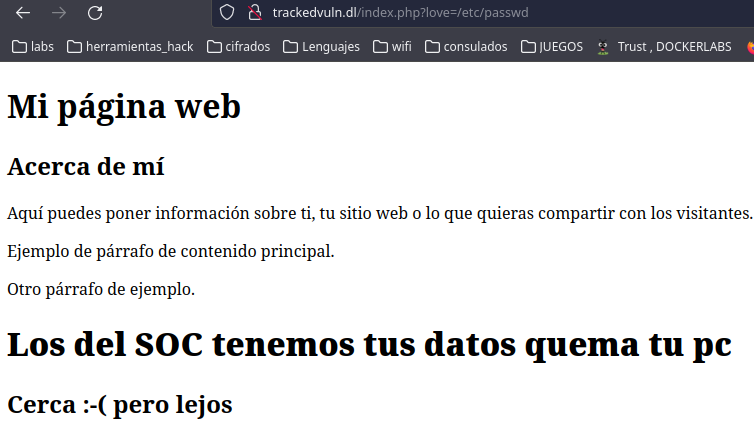 trackedvuln.dl/index.php?love=/etc/passwd
labs herramientas_hack cifrados Lenguajes wifi consulados JUEGOS Trust , DOCKERLABS
Mi página web
Acerca de mí
Aquí puedes poner información sobre ti, tu sitio web o lo que quieras compartir con los visitantes.
Ejemplo de párrafo de contenido principal.
Otro párrafo de ejemplo.
Los del SOC tenemos tus datos quema tu pc
Cerca :-( pero lejos